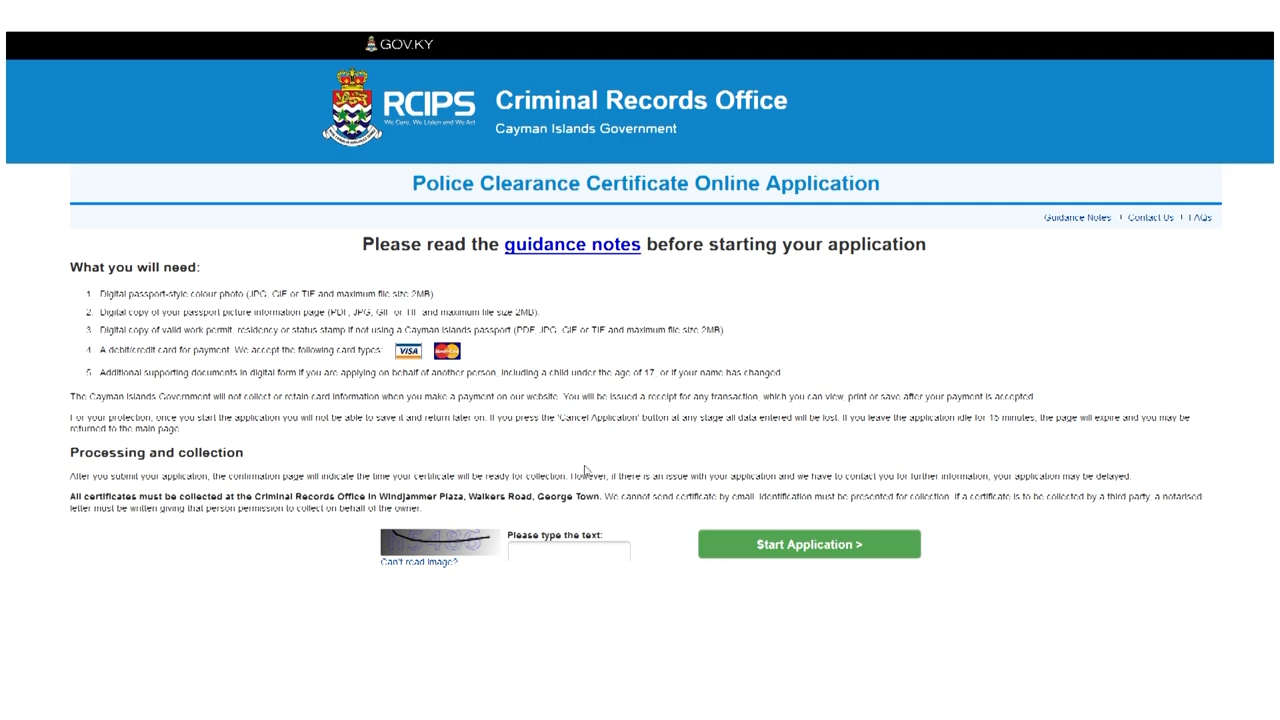 GOV.KY
RCIPS
We Care, We Listen and We Act
Criminal Records Office
Cayman Islands Government
Police Clearance Certificate Online Application
Guidance Notes | Contact Us | FAQs
Please read the guidance notes before starting your application
What you will need:
1. Digital passport-style colour photo (JPG, GIF or TIF and maximum file size 2MB)
2. Digital copy of your passport picture information page (PDF, JPG, GIF or TIF and maximum file size 2MB).
3. Digital copy of valid work permit, residency or status stamp if not using a Cayman Islands passport (PDF, JPG, GIF or TIF and maximum file size 2MB)
4. A debit/credit card for payment. We accept the following card types: VISA MasterCard
5. Additional supporting documents in digital form if you are applying on behalf of another person, including a child under the age of 17, or if your name has changed
The Cayman Islands Government will not collect or retain card information when you make a payment on our website. You will be issued a receipt for any transaction, which you can view, print or save after your payment is accepted
For your protection, once you start the application you will not be able to save it and return later on. If you press the 'Cancel Application' button at any stage all data entered will be lost. If you leave the application idle for 15 minutes, the page will expire and you may be
returned to the main page
Processing and collection
After you submit your application, the confirmation page will indicate the time your certificate will be ready for collection. However, if there is an issue with your application and we have to contact you for further information, your application may be delayed.
All certificates must be collected at the Criminal Records Office in Windjammer Plaza, Walkers Road, George Town. We cannot send certificate by email. Identification must be presented for collection. If a certificate is to be collected by a third party, a notarised
letter must be written giving that person permission to collect on behalf of the owner.
Please type the text:
Start Application >
Can't read image?